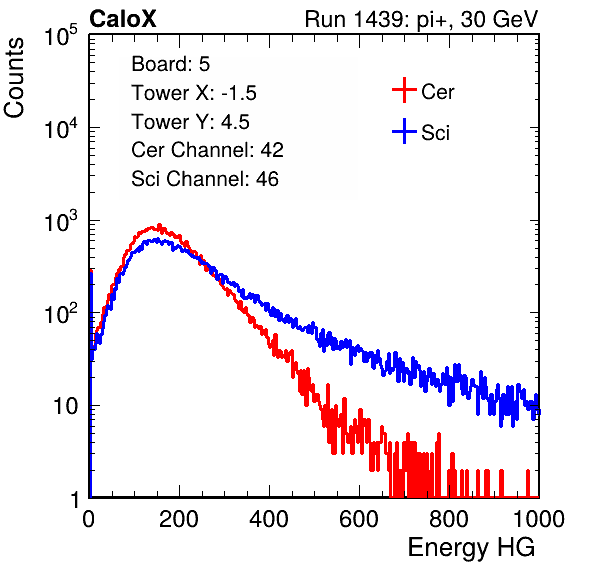 CaloX Run 1439: pi+, 30 GeV
Counts
Board: 5
Tower X: -1.5
Tower Y: 4.5
Cer Channel: 42
Sci Channel: 46
Cer
Sci
10^5
10^4
10^3
10^2
10
1
0 200 400 600 800 1000
Energy HG